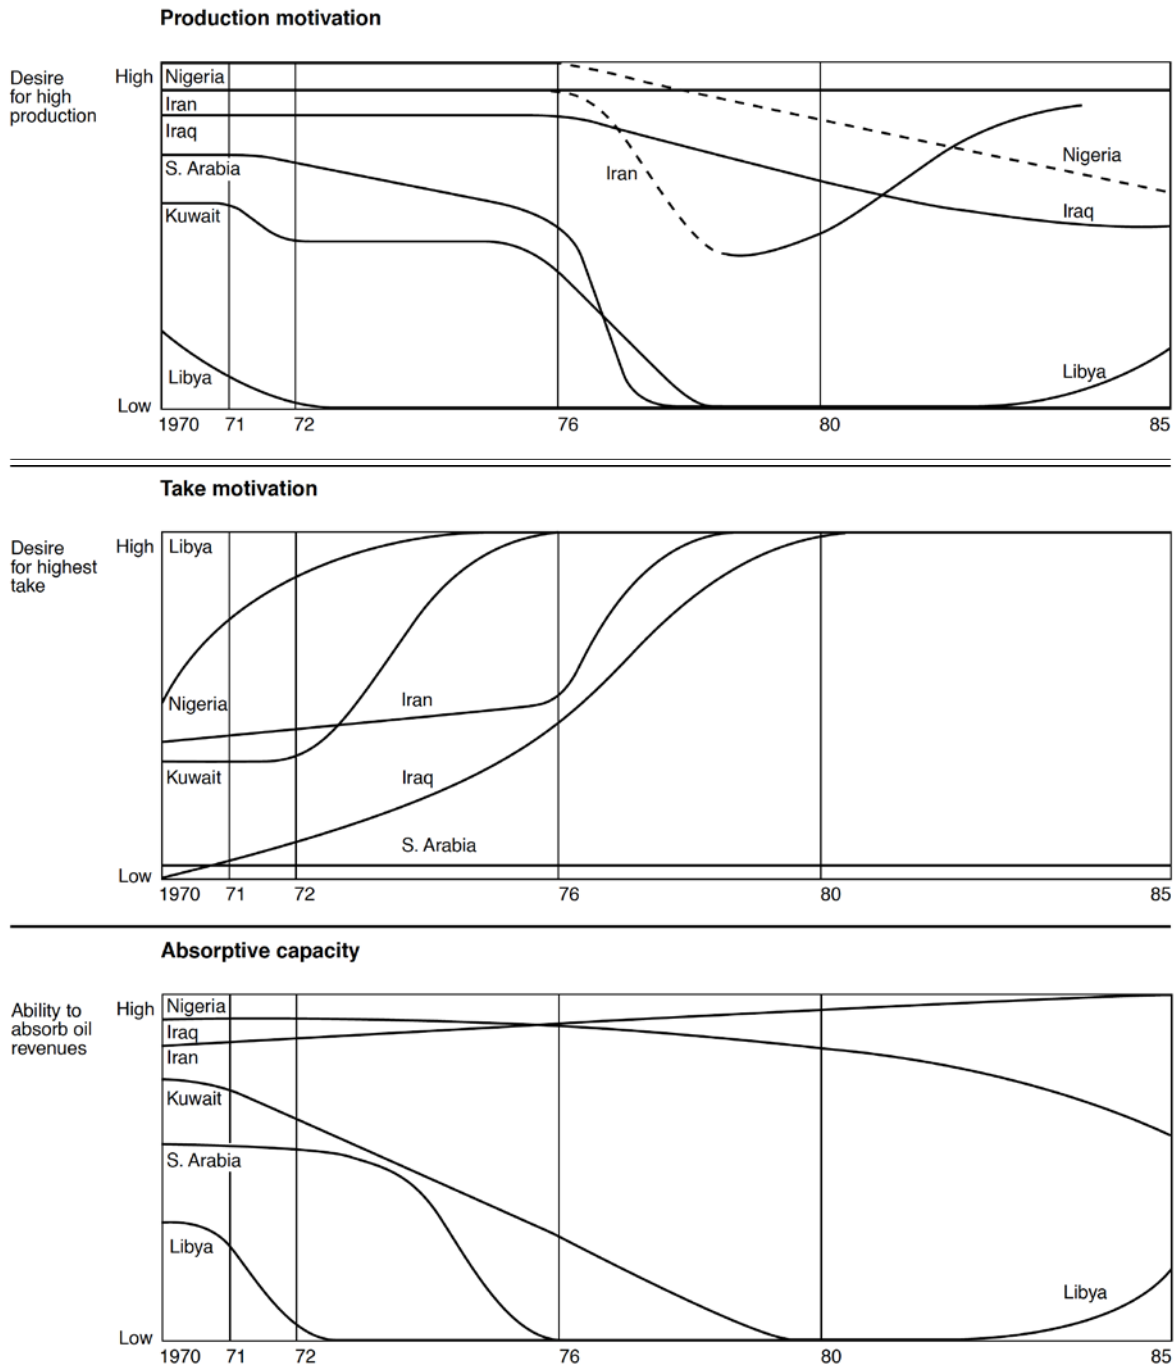 Production motivation
Desire
for high
production
High
Nigeria
Iran
Iraq
S. Arabia
Kuwait
Libya
Iran
Nigeria
Iraq
Libya
Low
1970 71 72 76 80 85
Take motivation
Desire
for highest
take
High
Libya
Nigeria
Iran
Kuwait
Iraq
S. Arabia
Low
1970 71 72 76 80 85
Absorptive capacity
Ability to
absorb oil
revenues
High
Nigeria
Iraq
Iran
Kuwait
S. Arabia
Libya
Libya
Low
1970 71 72 76 80 85